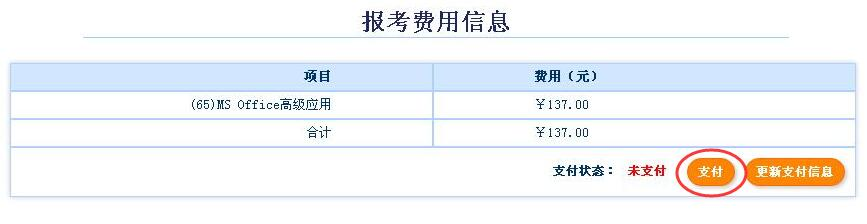 报考费用信息
项目 费用（元）
(65)MS Office高级应用 ￥137.00
合计 ￥137.00
支付状态： 未支付 支付 更新支付信息